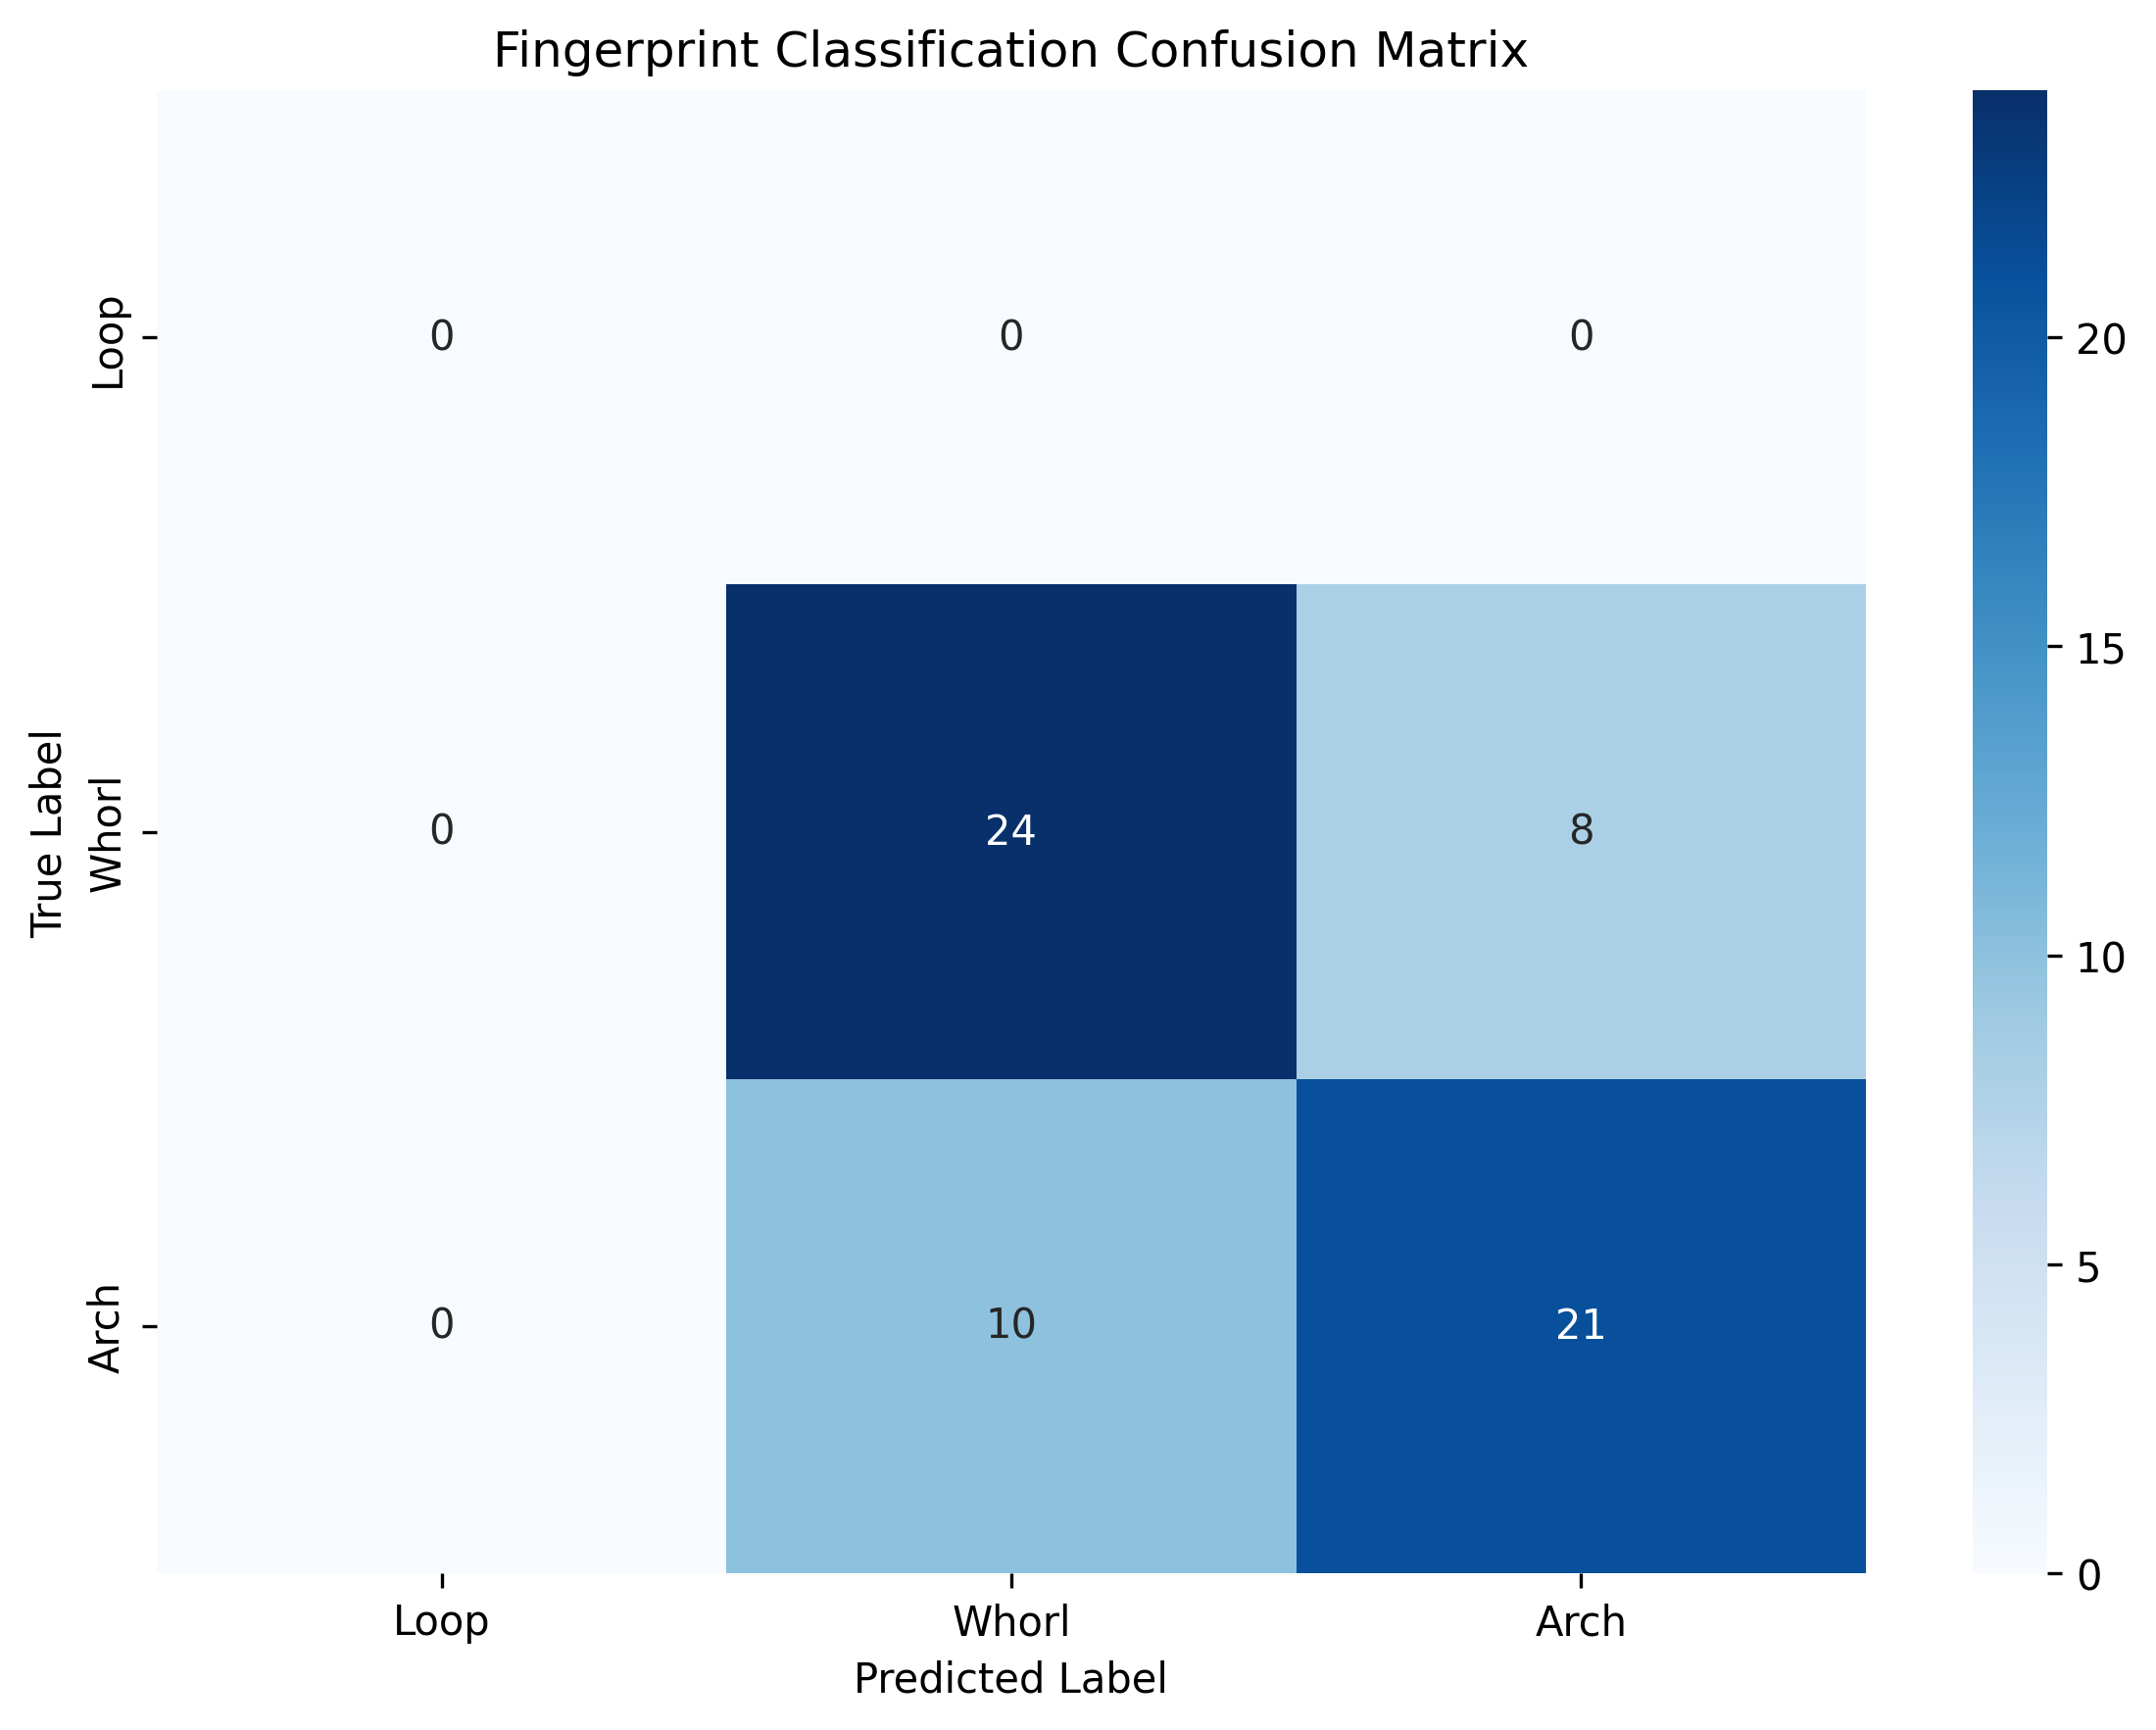 Fingerprint Classification Confusion Matrix
True Label
Loop
0 0 0
Whorl
0 24 8
Arch
0 10 21
Loop Whorl Arch
Predicted Label
20
15
10
5
0